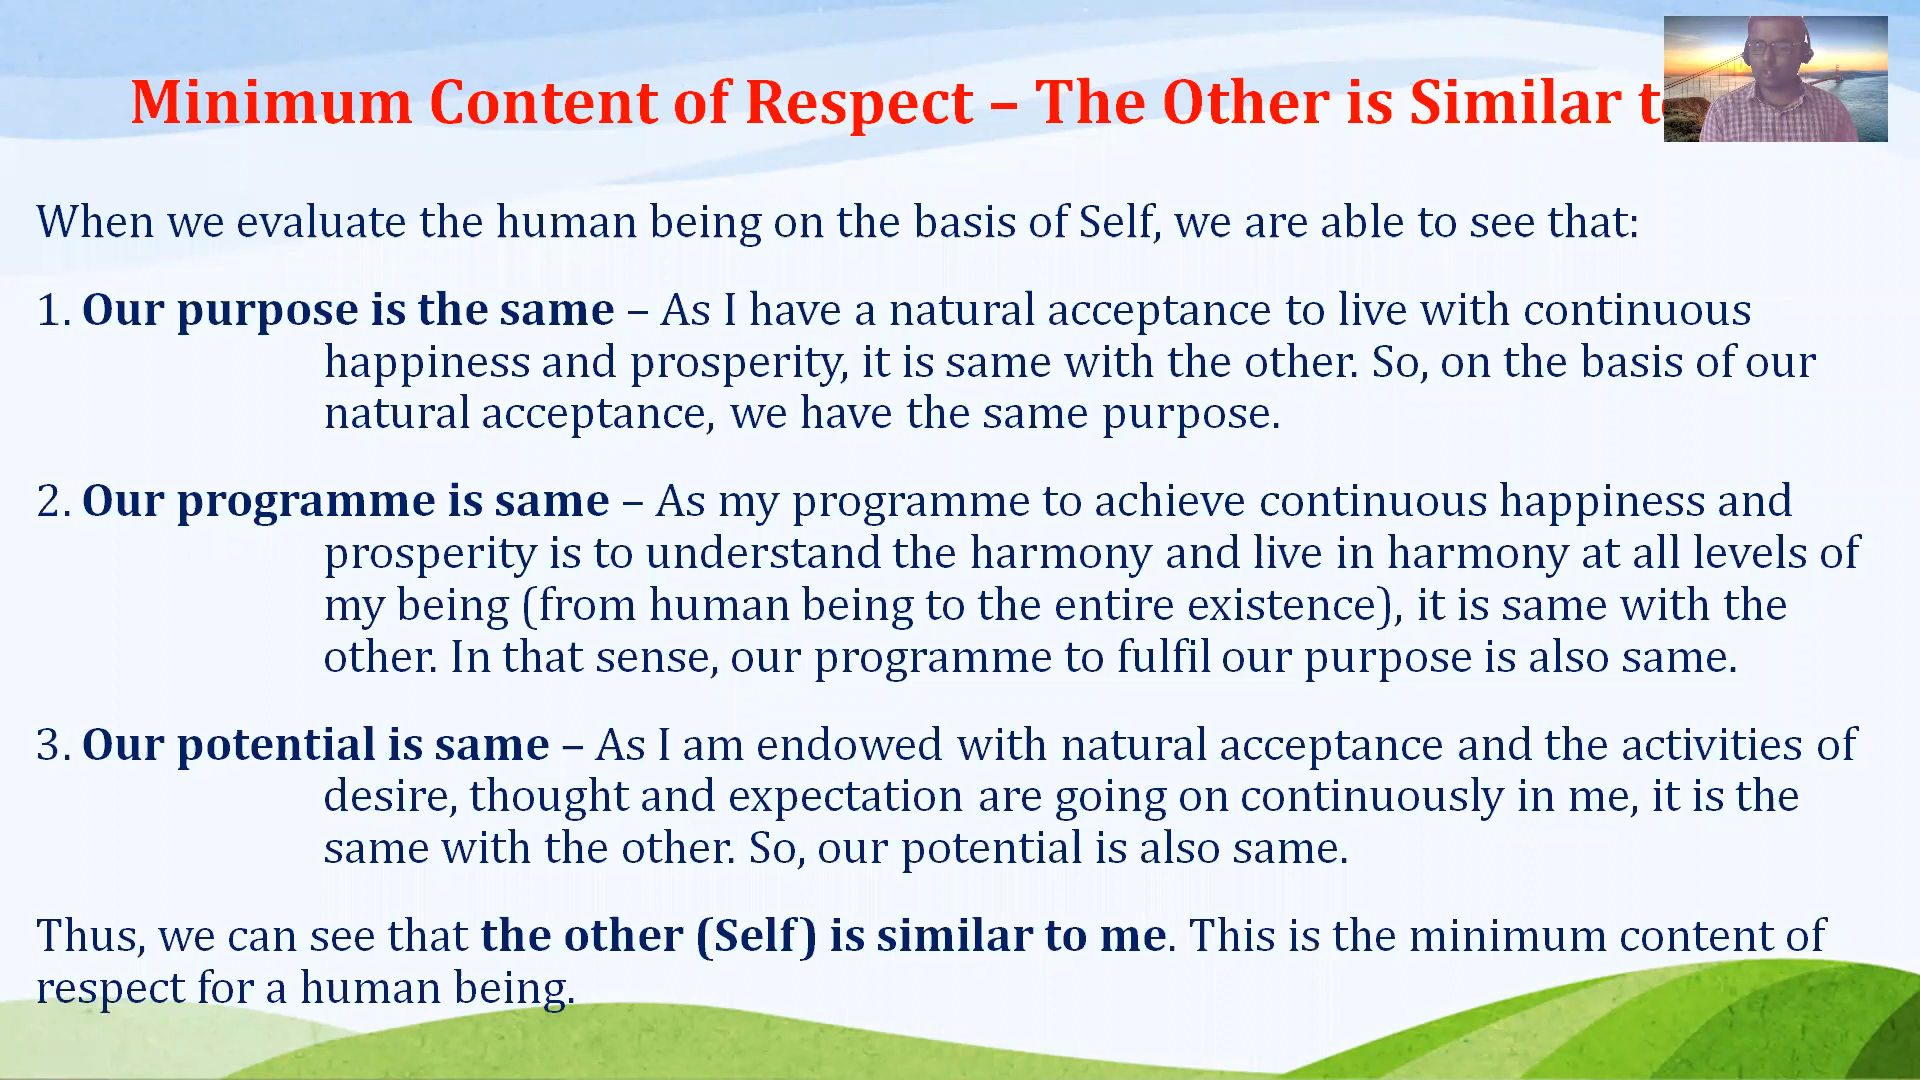 Minimum Content of Respect – The Other is Similar
When we evaluate the human being on the basis of Self, we are able to see that:
1. Our purpose is the same – As I have a natural acceptance to live with continuous
happiness and prosperity, it is same with the other. So, on the basis of our
natural acceptance, we have the same purpose.
2. Our programme is same – As my programme to achieve continuous happiness and
prosperity is to understand the harmony and live in harmony at all levels of
my being (from human being to the entire existence), it is same with the
other. In that sense, our programme to fulfil our purpose is also same.
3. Our potential is same – As I am endowed with natural acceptance and the activities of
desire, thought and expectation are going on continuously in me, it is the
same with the other. So, our potential is also same.
Thus, we can see that the other (Self) is similar to me. This is the minimum content of
respect for a human being.